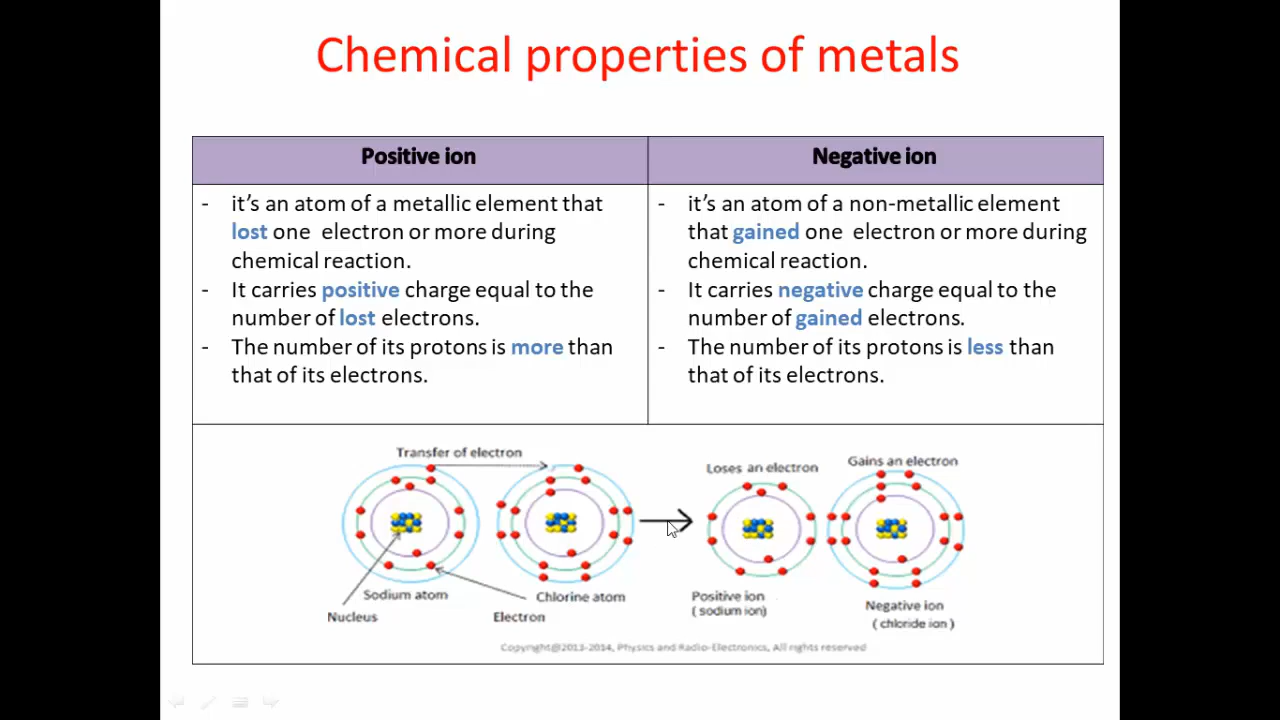 Chemical properties of metals
Positive ion
Negative ion
- it's an atom of a metallic element that
lost one electron or more during
chemical reaction.
- It carries positive charge equal to the
number of lost electrons.
- The number of its protons is more than
that of its electrons.
- it's an atom of a non-metallic element
that gained one electron or more during
chemical reaction.
- It carries negative charge equal to the
number of gained electrons.
- The number of its protons is less than
that of its electrons.
Transfer of electron
Loses an electron
Gains an electron
Sodium atom
Chlorine atom
Nucleus
Electron
Positive ion
( sodium ion)
Negative ion
( chloride ion )
Copyright@2013-2014, Physics and Radio-Electronics, All rights reserved